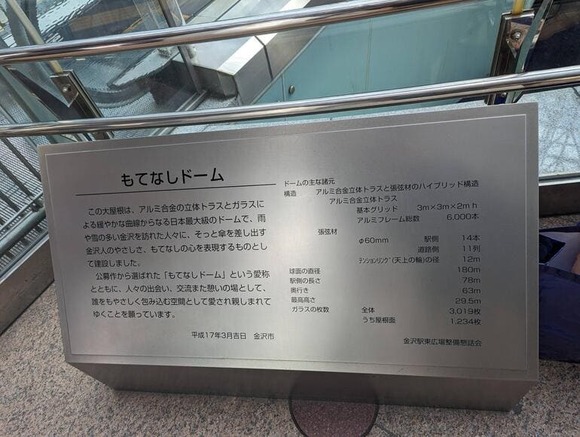 もてなしドーム
この大屋根は、アルミ合金の立体トラスとガラスに
よる緩やかな曲線からなる日本最大級のドームで、雨
や雪の多い金沢を訪れた人々に、そっと傘を差し出す
金沢人のやさしさ、もてなしの心を表現するものとし
て建設しました。
公募作から選ばれた「もてなしドーム」という愛称
とともに、人々の出会い、交流また憩いの場として、
誰をもやさしく包み込む空間として愛され親しまれて
ゆくことを願っています。
平成17年3月吉日 金沢市
ドームの主な諸元
構造 アルミ合金立体トラスと張弦材のハイブリッド構造
アルミ合金立体トラス
基本グリッド 3m×3m×2mh
アルミフレーム総数 6,000本
張弦材
φ60mm 駅側 14本
道路側 11列
テンションリング(天上の輪)の径 12m
球面の直径 180m
駅側の長さ 78m
奥行き 63m
最高高さ 29.5m
ガラスの枚数 全体 3,019枚
うち屋根面 1,234枚
金沢駅東広場整備懇話会